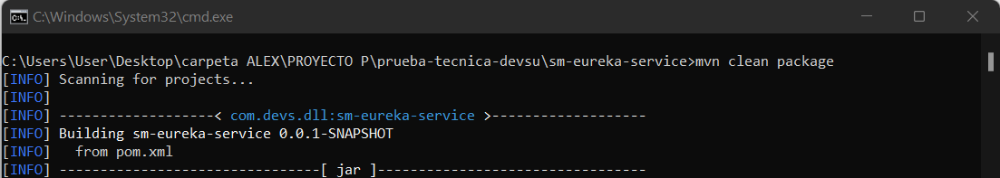 C:\Windows\System32\cmd.exe
C:\Users\User\Desktop\carpeta ALEX\PROYECTO P\prueba-tecnica-devsu\sm-eureka-service>mvn clean package
[INFO] Scanning for projects...
[INFO]
[INFO] -------------------< com.devs.dll:sm-eureka-service >-------------------
[INFO] Building sm-eureka-service 0.0.1-SNAPSHOT
[INFO]   from pom.xml
[INFO] --------------------------------[ jar ]---------------------------------